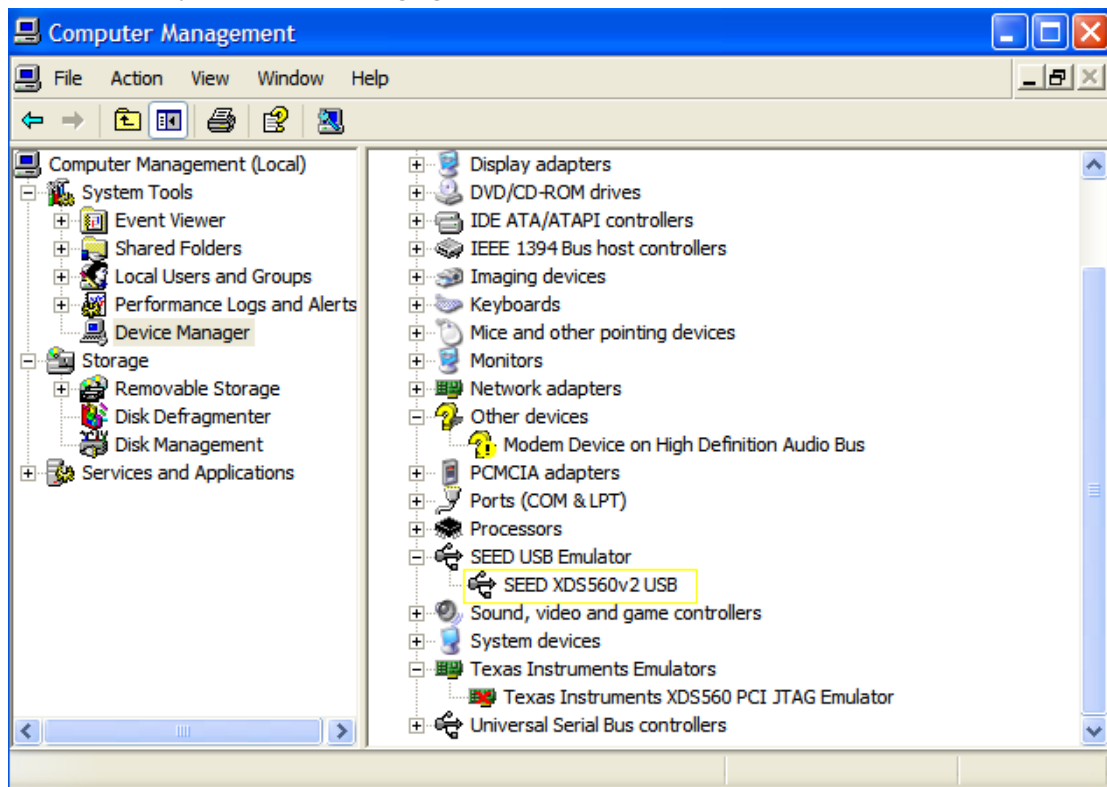 Computer Management
File Action View Window Help
Computer Management (Local)
System Tools
Event Viewer
Shared Folders
Local Users and Groups
Performance Logs and Alerts
Device Manager
Storage
Removable Storage
Disk Defragmenter
Disk Management
Services and Applications
Display adapters
DVD/CD-ROM drives
IDE ATA/ATAPI controllers
IEEE 1394 Bus host controllers
Imaging devices
Keyboards
Mice and other pointing devices
Monitors
Network adapters
Other devices
Modem Device on High Definition Audio Bus
PCMCIA adapters
Ports (COM & LPT)
Processors
SEED USB Emulator
SEED XDS560v2 USB
Sound, video and game controllers
System devices
Texas Instruments Emulators
Texas Instruments XDS560 PCI JTAG Emulator
Universal Serial Bus controllers